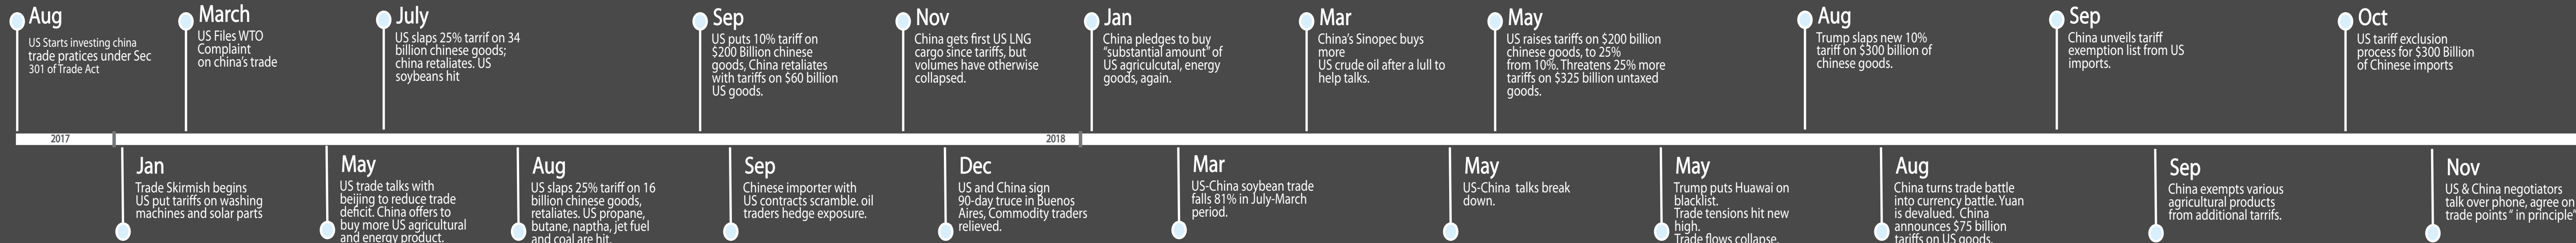 Aug
US Starts investing china
trade pratices under Sec
301 of Trade Act
March
US Files WTO
Complaint
on china's trade
July
US slaps 25% tarrif on 34
billion chinese goods;
china retaliates. US
soybeans hit
Sep
US puts 10% tariff on
$200 Billion chinese
goods, China retaliates
with tariffs on $60 billion
US goods.
Nov
China gets first US LNG
cargo since tariffs, but
volumes have otherwise
collapsed.
Jan
China pledges to buy
"substantial amount" of
US agriculcutal, energy
goods, again.
Mar
China's Sinopec buys
more
US crude oil after a lull to
help talks.
May
US raises tariffs on $200 billion
chinese goods, to 25%
from 10%. Threatens 25% more
tariffs on $325 billion untaxed
goods.
Aug
Trump slaps new 10%
tariff on $300 billion of
chinese goods.
Sep
China unveils tariff
exemption list from US
imports.
Oct
US tariff exclusion
process for $300 Billion
of Chinese imports
2017
2018
Jan
Trade Skirmish begins
US put tariffs on washing
machines and solar parts
May
US trade talks with
beijing to reduce trade
deficit. China offers to
buy more US agricultural
and energy product.
Aug
US slaps 25% tariff on 16
billion chinese goods,
retaliates. US propane,
butane, naptha, jet fuel
and coal are hit.
Sep
Chinese importer with
US contracts scramble. oil
traders hedge exposure.
Dec
US and China sign
90-day truce in Buenos
Aires, Commodity traders
relieved.
Mar
US-China soybean trade
falls 81% in July-March
period.
May
US-China talks break
down.
May
Trump puts Huawai on
blacklist.
Trade tensions hit new
high.
Trade flows collapse.
Aug
China turns trade battle
into currency battle. Yuan
is devalued. China
announces $75 billion
tariffs on US goods.
Sep
China exempts various
agricultural products
from additional tarrifs.
Nov
US & China negotiators
talk over phone, agree on
trade points " in principle"